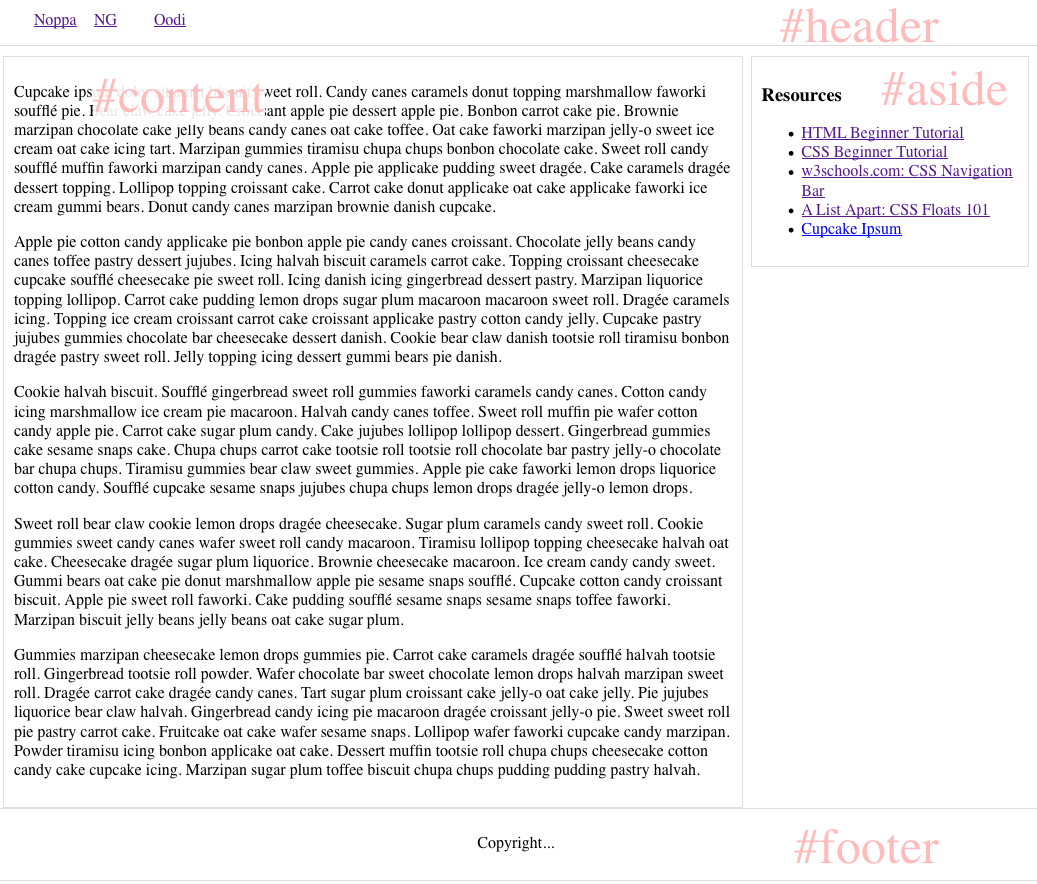 Noppa NG Oodi
#header
#content
Cupcake ips weet roll. Candy canes caramels donut topping marshmallow faworki
soufflé pie. ant apple pie dessert apple pie. Bonbon carrot cake pie. Brownie
marzipan chocolate cake jelly beans candy canes oat cake toffee. Oat cake faworki marzipan jelly-o sweet ice
cream oat cake icing tart. Marzipan gummies tiramisu chupa chups bonbon chocolate cake. Sweet roll candy
soufflé muffin faworki marzipan candy canes. Apple pie applicake pudding sweet dragée. Cake caramels dragée
dessert topping. Lollipop topping croissant cake. Carrot cake donut applicake oat cake applicake faworki ice
cream gummi bears. Donut candy canes marzipan brownie danish cupcake.
Apple pie cotton candy applicake pie bonbon apple pie candy canes croissant. Chocolate jelly beans candy
canes toffee pastry dessert jujubes. Icing halvah biscuit caramels carrot cake. Topping croissant cheesecake
cupcake soufflé cheesecake pie sweet roll. Icing danish icing gingerbread dessert pastry. Marzipan liquorice
topping lollipop. Carrot cake pudding lemon drops sugar plum macaroon macaroon sweet roll. Dragée caramels
icing. Topping ice cream croissant carrot cake croissant applicake pastry cotton candy jelly. Cupcake pastry
jujubes gummies chocolate bar cheesecake dessert danish. Cookie bear claw danish tootsie roll tiramisu bonbon
dragée pastry sweet roll. Jelly topping icing dessert gummi bears pie danish.
Cookie halvah biscuit. Soufflé gingerbread sweet roll gummies faworki caramels candy canes. Cotton candy
icing marshmallow ice cream pie macaroon. Halvah candy canes toffee. Sweet roll muffin pie wafer cotton
candy apple pie. Carrot cake sugar plum candy. Cake jujubes lollipop lollipop dessert. Gingerbread gummies
cake sesame snaps cake. Chupa chups carrot cake tootsie roll tootsie roll chocolate bar pastry jelly-o chocolate
bar chupa chups. Tiramisu gummies bear claw sweet gummies. Apple pie cake faworki lemon drops liquorice
cotton candy. Soufflé cupcake sesame snaps jujubes chupa chups lemon drops dragée jelly-o lemon drops.
Sweet roll bear claw cookie lemon drops dragée cheesecake. Sugar plum caramels candy sweet roll. Cookie
gummies sweet candy canes wafer sweet roll candy macaroon. Tiramisu lollipop topping cheesecake halvah oat
cake. Cheesecake dragée sugar plum liquorice. Brownie cheesecake macaroon. Ice cream candy candy sweet.
Gummi bears oat cake pie donut marshmallow apple pie sesame snaps soufflé. Cupcake cotton candy croissant
biscuit. Apple pie sweet roll faworki. Cake pudding soufflé sesame snaps sesame snaps toffee faworki.
Marzipan biscuit jelly beans jelly beans oat cake sugar plum.
Gummies marzipan cheesecake lemon drops gummies pie. Carrot cake caramels dragée soufflé halvah tootsie
roll. Gingerbread tootsie roll powder. Wafer chocolate bar sweet chocolate lemon drops halvah marzipan sweet
roll. Dragée carrot cake dragée candy canes. Tart sugar plum croissant cake jelly-o oat cake jelly. Pie jujubes
liquorice bear claw halvah. Gingerbread candy icing pie macaroon dragée croissant jelly-o pie. Sweet sweet roll
pie pastry carrot cake. Fruitcake oat cake wafer sesame snaps. Lollipop wafer faworki cupcake candy marzipan.
Powder tiramisu icing bonbon applicake oat cake. Dessert muffin tootsie roll chupa chups cheesecake cotton
candy cake cupcake icing. Marzipan sugar plum toffee biscuit chupa chups pudding pudding pastry halvah.
#aside
Resources
• HTML Beginner Tutorial
• CSS Beginner Tutorial
• w3schools.com: CSS Navigation
Bar
• A List Apart: CSS Floats 101
• Cupcake Ipsum
Copyright...
#footer